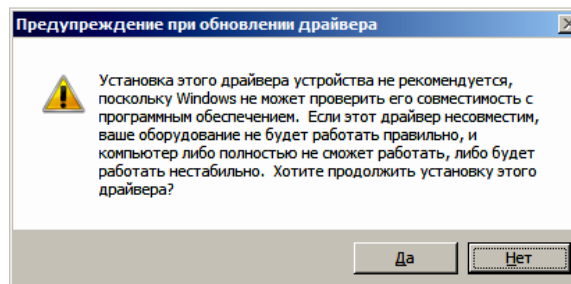 Предупреждение при обновлении драйвера
Установка этого драйвера устройства не рекомендуется,
поскольку Windows не может проверить его совместимость с
программным обеспечением. Если этот драйвер несовместим,
ваше оборудование не будет работать правильно, и
компьютер либо полностью не сможет работать, либо будет
работать нестабильно. Хотите продолжить установку этого
драйвера?
Да
Нет